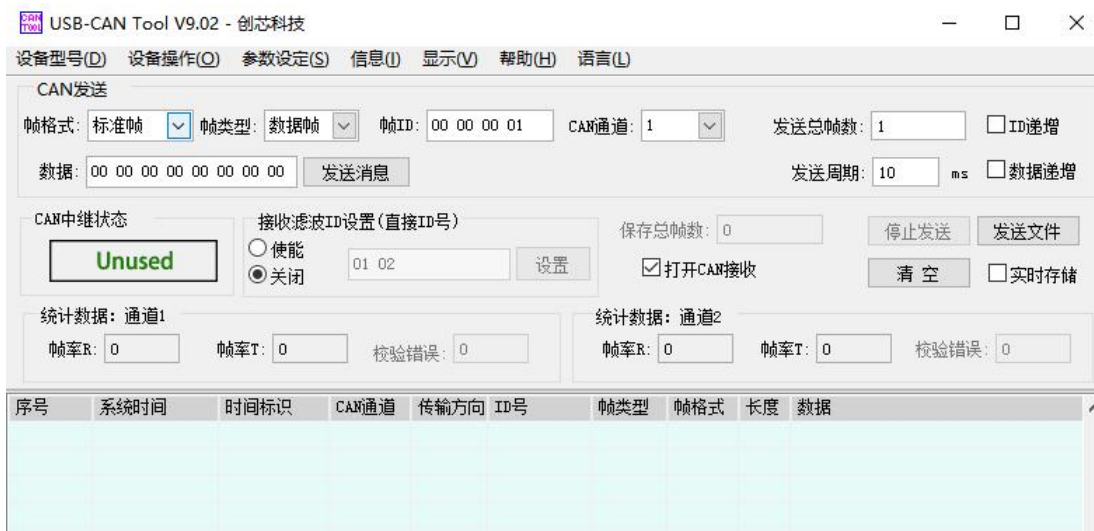 CAN TOOL USB-CAN Tool V9.02 - 创芯科技
设备型号(D) 设备操作(O) 参数设定(S) 信息(I) 显示(V) 帮助(H) 语言(L)
CAN发送
帧格式: 标准帧 帧类型: 数据帧 帧ID: 00 00 00 01 CAN通道: 1 发送总帧数: 1 ID递增
数据: 00 00 00 00 00 00 00 00 发送消息 发送周期: 10 ms 数据递增
CAN中继状态 接收滤波ID设置(直接ID号)
Unused
使能
关闭
01 02 设置
保存总帧数: 0 停止发送 发送文件
打开CAN接收 清 空 实时存储
统计数据: 通道1
帧率R: 0 帧率T: 0 校验错误: 0
统计数据: 通道2
帧率R: 0 帧率T: 0 校验错误: 0
序号 系统时间 时间标识 CAN通道 传输方向 ID号 帧类型 帧格式 长度 数据